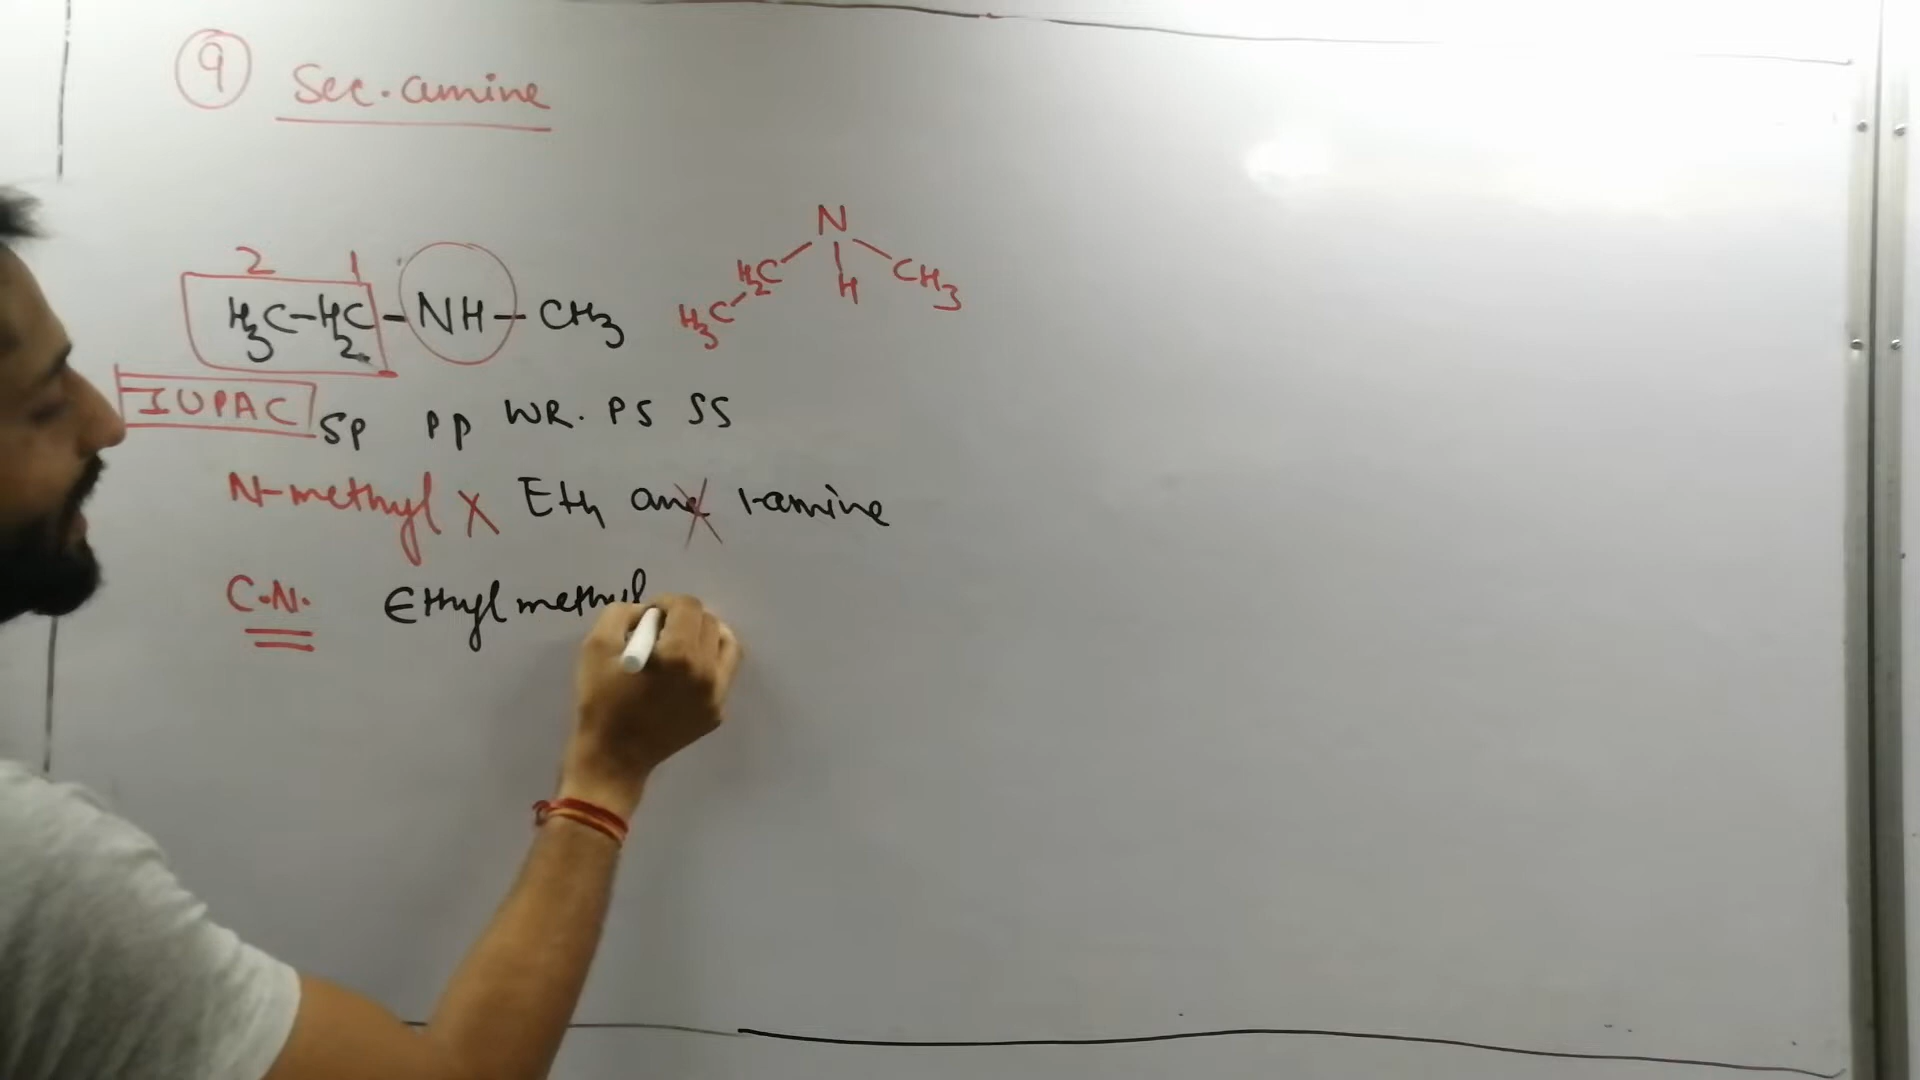 9 Sec. amine
2 1
H3C-H2C-NH-CH3
N
H2C H CH3
H3C
IUPAC SP PP WR. PS SS
N-methyl X Eth ane 1-amine
C.N. Ethyl methyl